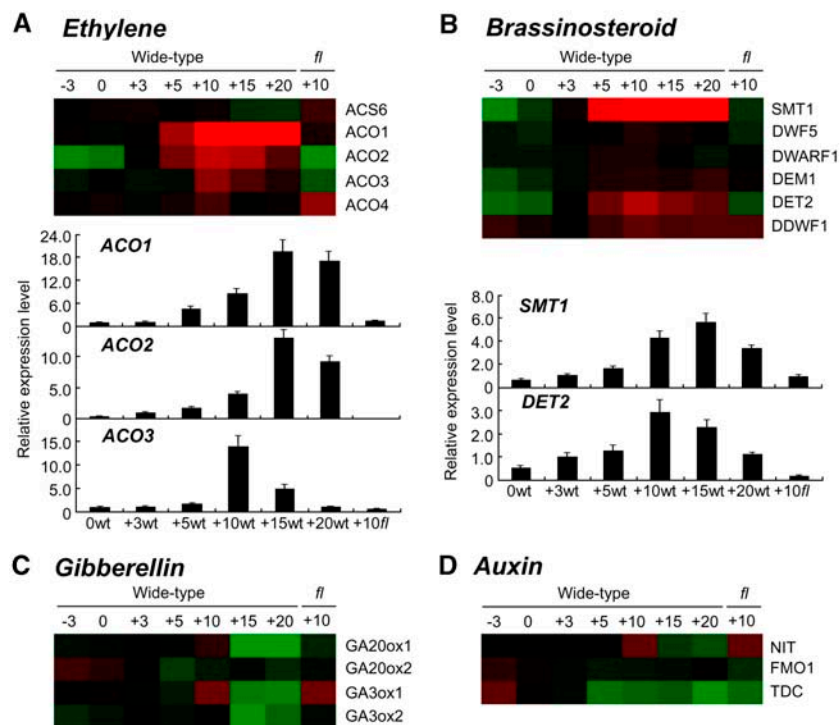 A Ethylene
Wide-type fl
-3 0 +3 +5 +10 +15 +20 +10
ACS6
ACO1
ACO2
ACO3
ACO4
Relative expression level
24.0
18.0
12.0
6.0
0
ACO1
10.0
5.0
0
ACO2
15.0
10.0
5.0
0
ACO3
0wt +3wt +5wt +10wt +15wt +20wt +10fl
B Brassinosteroid
Wide-type fl
-3 0 +3 +5 +10 +15 +20 +10
SMT1
DWF5
DWARF1
DEM1
DET2
DDWF1
Relative expression level
8.0
6.0
4.0
2.0
0
SMT1
3.0
2.0
1.0
0
DET2
0wt +3wt +5wt +10wt +15wt +20wt +10fl
C Gibberellin
Wide-type fl
-3 0 +3 +5 +10 +15 +20 +10
GA20ox1
GA20ox2
GA3ox1
GA3ox2
D Auxin
Wide-type fl
-3 0 +3 +5 +10 +15 +20 +10
NIT
FMO1
TDC